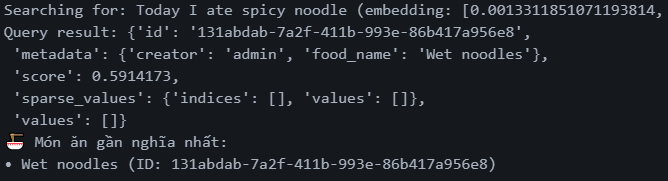 Searching for: Today I ate spicy noodle (embedding: [0.0013311851071193814,
Query result: {'id': '131abdab-7a2f-411b-993e-86b417a956e8',
'metadata': {'creator': 'admin', 'food_name': 'Wet noodles'},
'score': 0.5914173,
'sparse_values': {'indices': [], 'values': []},
'values': []}
🍜 Món ăn gần nghĩa nhất:
• Wet noodles (ID: 131abdab-7a2f-411b-993e-86b417a956e8)